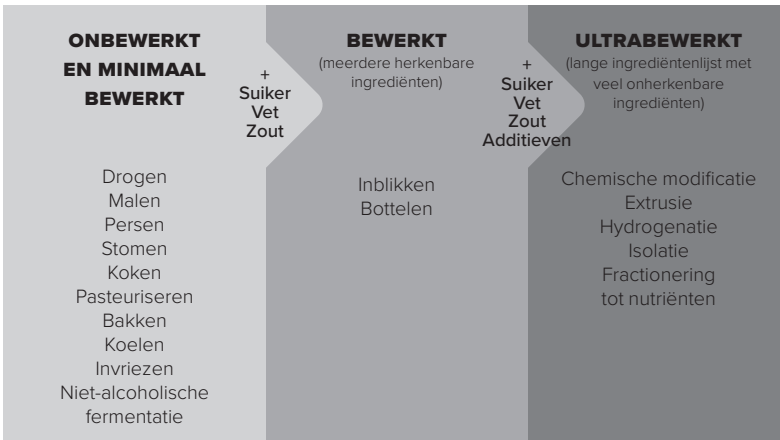 ONBEWERKT
EN MINIMAAL
BEWERKT
+
Suiker
Vet
Zout
Drogen
Malen
Persen
Stomen
Koken
Pasteuriseren
Bakken
Koelen
Invriezen
Niet-alcoholische
fermentatie
BEWERKT
(meerdere herkenbare
ingrediënten)
+
Suiker
Vet
Zout
Additieven
Inblikken
Bottelen
ULTRABEWERKT
(lange ingrediëntenlijst met
veel onherkenbare
ingrediënten)
Chemische modificatie
Extrusie
Hydrogenatie
Isolatie
Fractionering
tot nutriënten